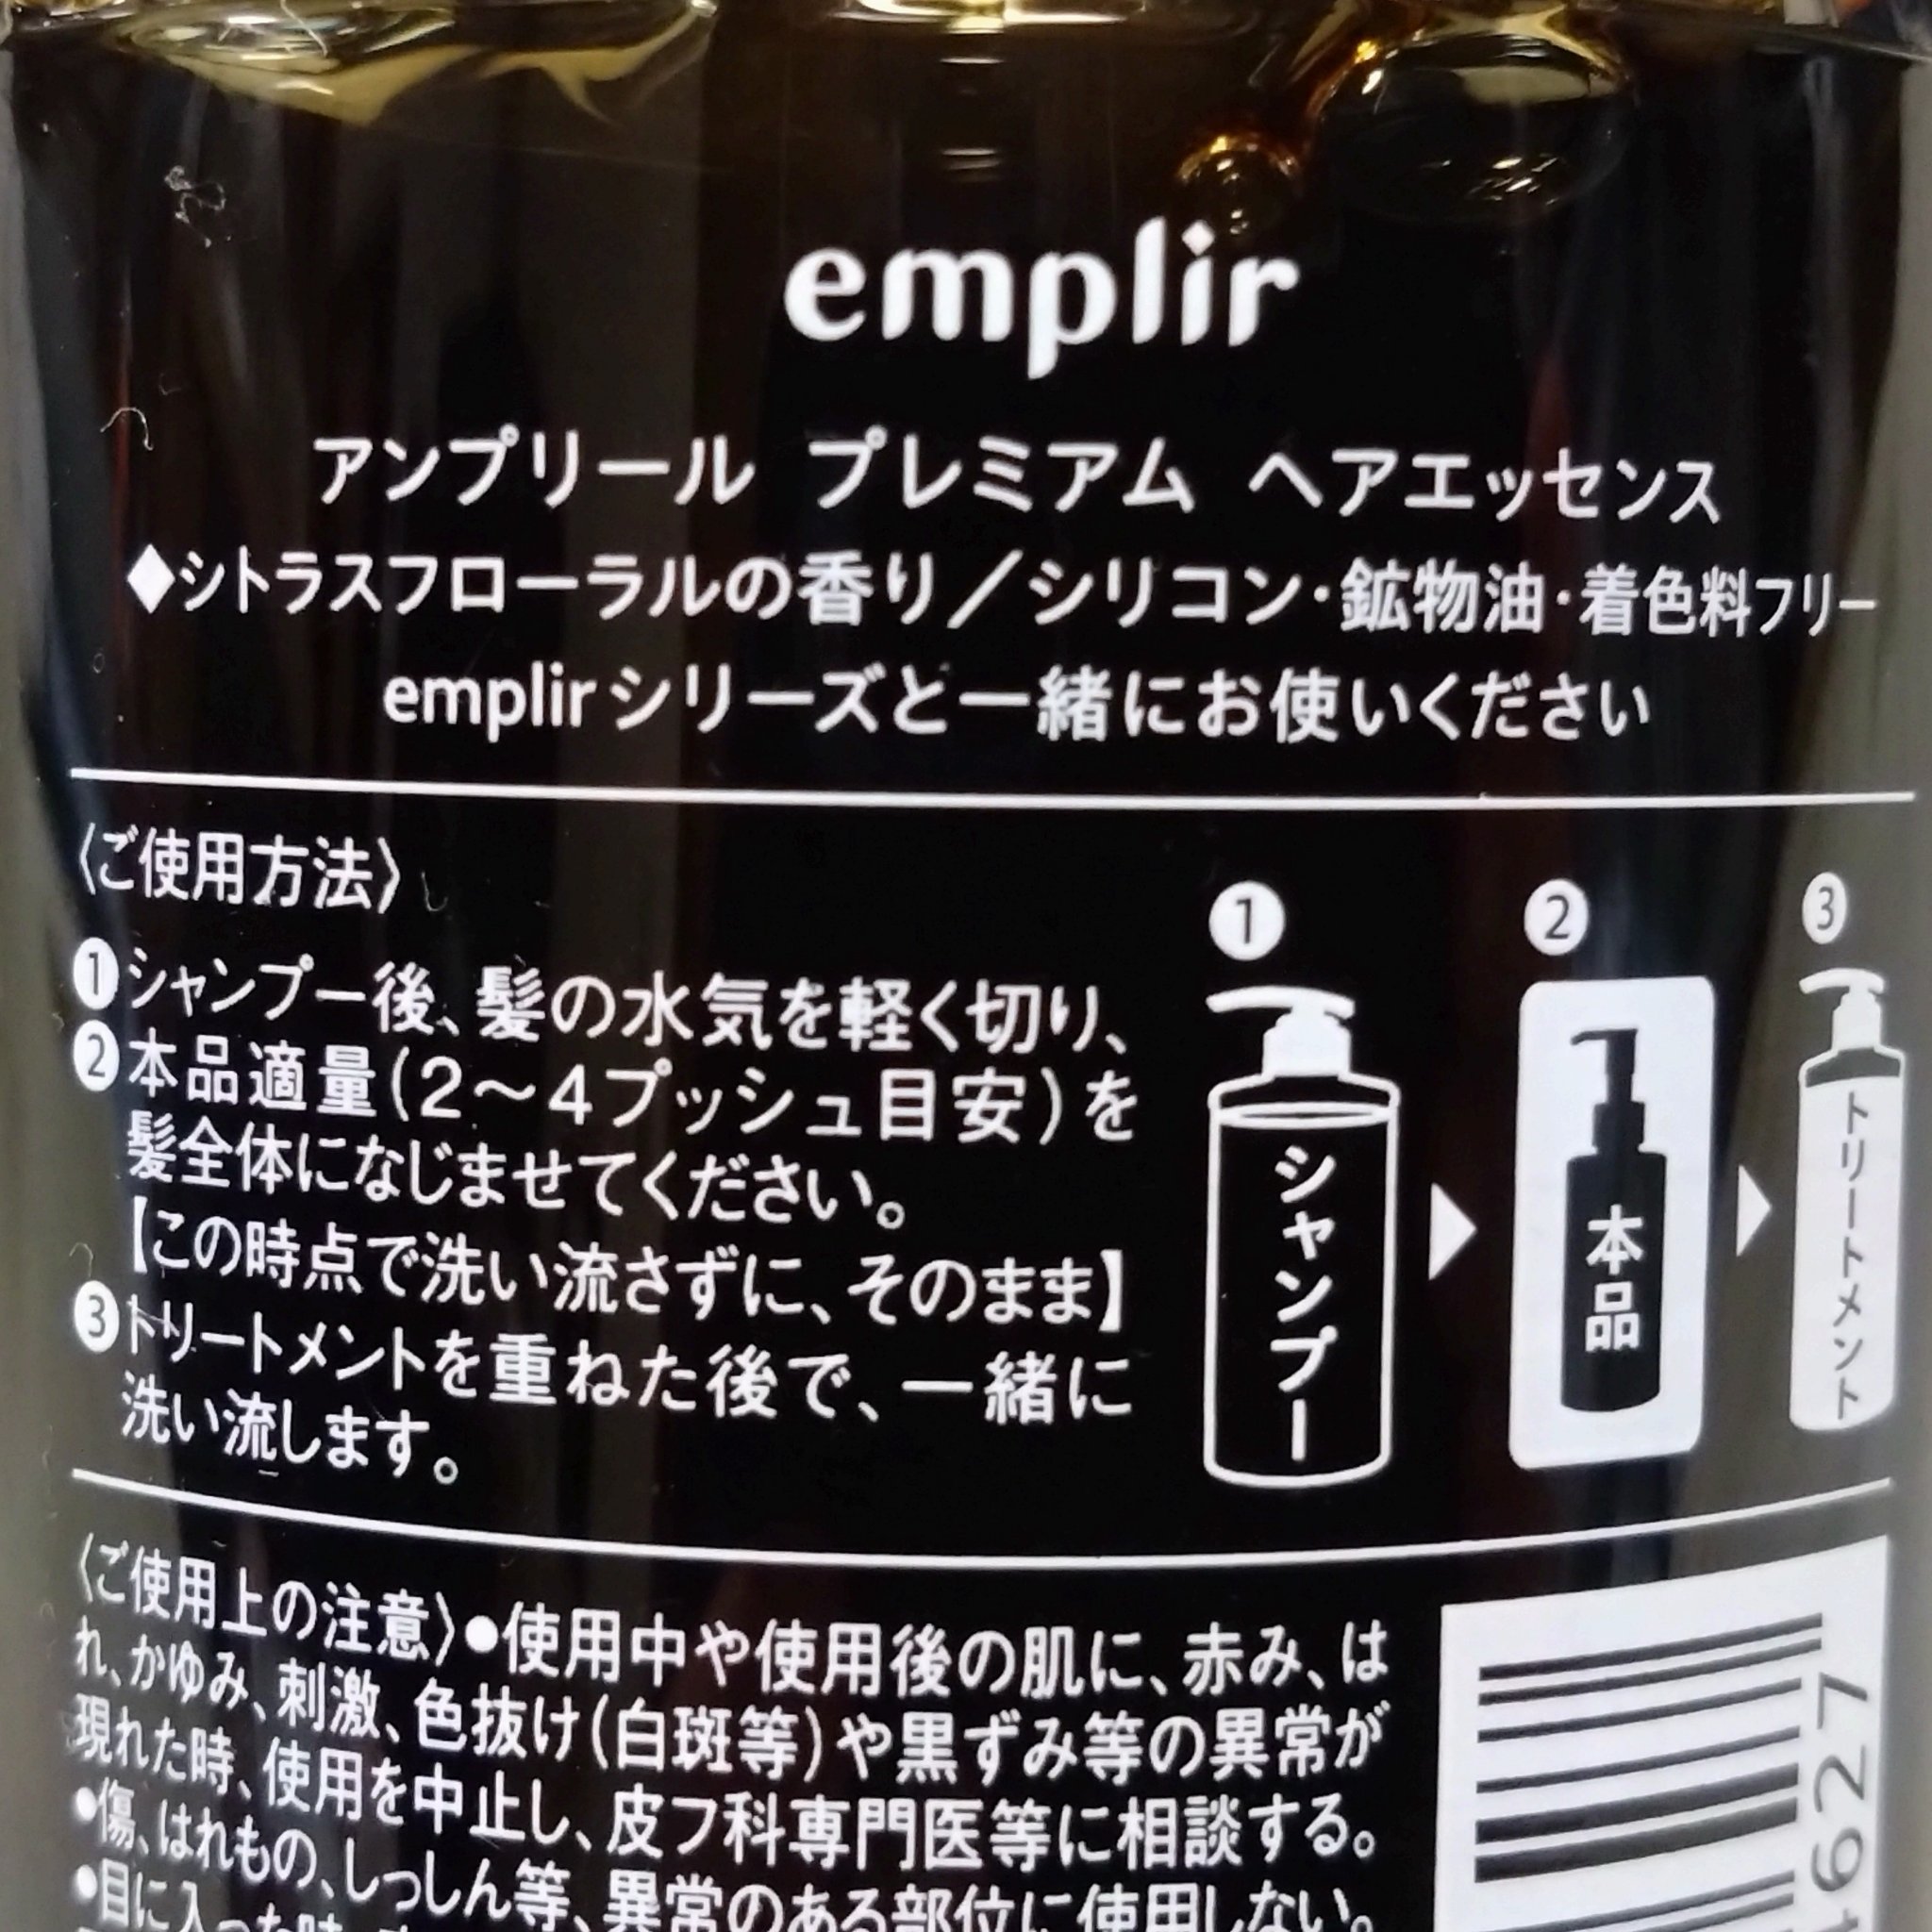 emplir
アンプリール プレミアム ヘアエッセンス
◆シトラスフローラルの香り／シリコン・鉱物油・着色料フリー
emplirシリーズと一緒にお使いください
〈ご使用方法〉
❶シャンプー後、髪の水気を軽く切り、
❷本品適量(2～4プッシュ目安)を
髪全体になじませてください。
【この時点で洗い流さずに、そのまま】
❸トリートメントを重ねた後で、一緒に
洗い流します。
❶ ❷ ❸
シャンプー
本品
トリートメント
〈ご使用上の注意〉●使用中や使用後の肌に、赤み、は
れ、かゆみ、刺激、色抜け(白斑等)や黒ずみ等の異常が
現れた時、使用を中止し、皮フ科専門医等に相談する。
●傷、はれもの、しっしん等、異常のある部位に使用しない。
●目に入った時
627